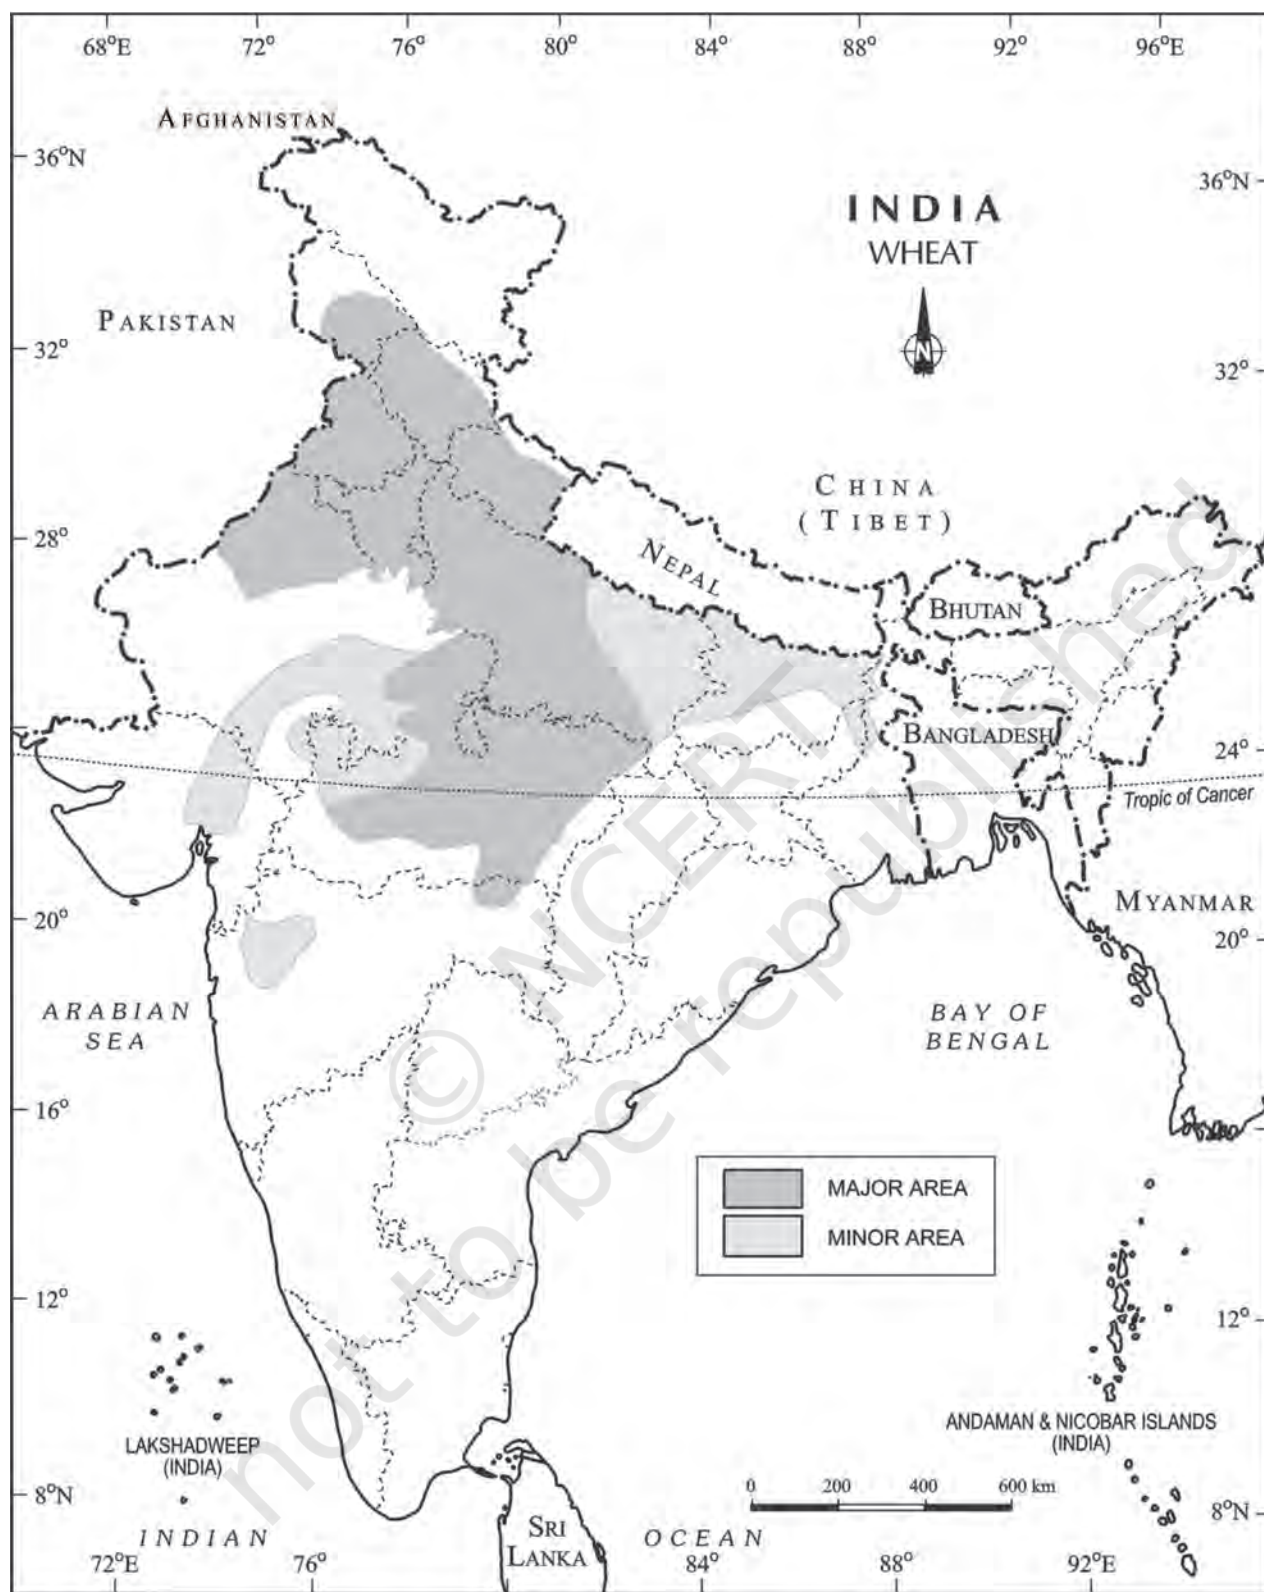 68°E 72° 76° 80° 84° 88° 92° 96°E
AFGHANISTAN
36°N
36°N
INDIA
WHEAT
N
PAKISTAN
32°
32°
CHINA
(TIBET)
28°
28°
NEPAL
BHUTAN
BANGLADESH
24°
24°
Tropic of Cancer
MYANMAR
20°
20°
ARABIAN
SEA
BAY OF
BENGAL
16°
MAJOR AREA
MINOR AREA
12°
12°
LAKSHADWEEP
(INDIA)
ANDAMAN & NICOBAR ISLANDS
(INDIA)
8°N
0 200 400 600 km
8°N
INDIAN
SRI
LANKA
OCEAN
72°E 76° 84° 88° 92°E
© NCERT
not to be republished